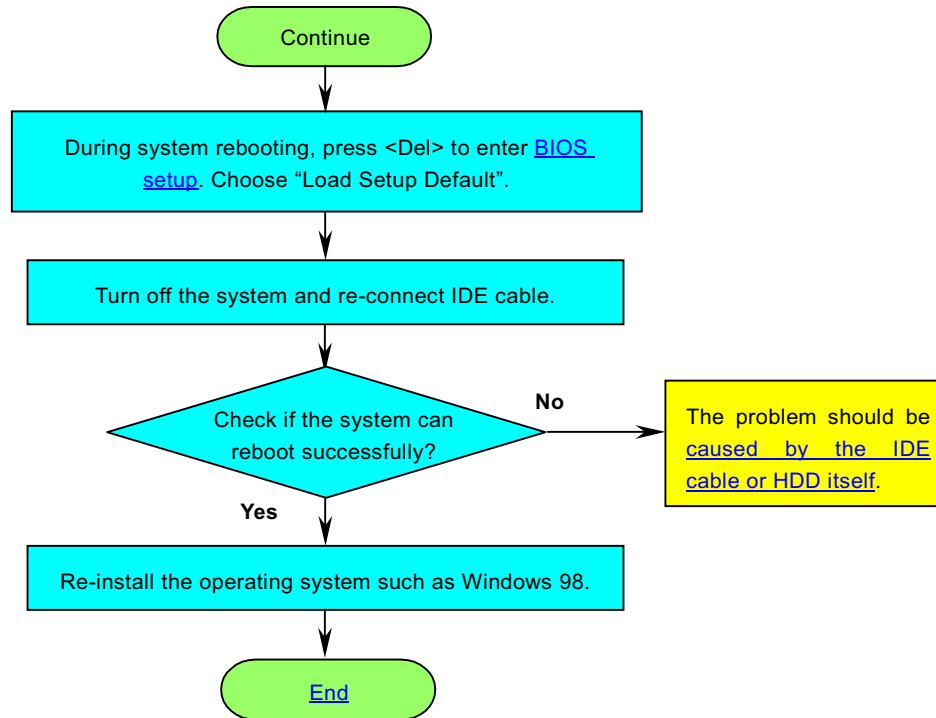 Continue
During system rebooting, press <Del> to enter BIOS
setup. Choose “Load Setup Default”.
Turn off the system and re-connect IDE cable.
Check if the system can
reboot successfully?
No
The problem should be
caused by the IDE
cable or HDD itself.
Yes
Re-install the operating system such as Windows 98.
End